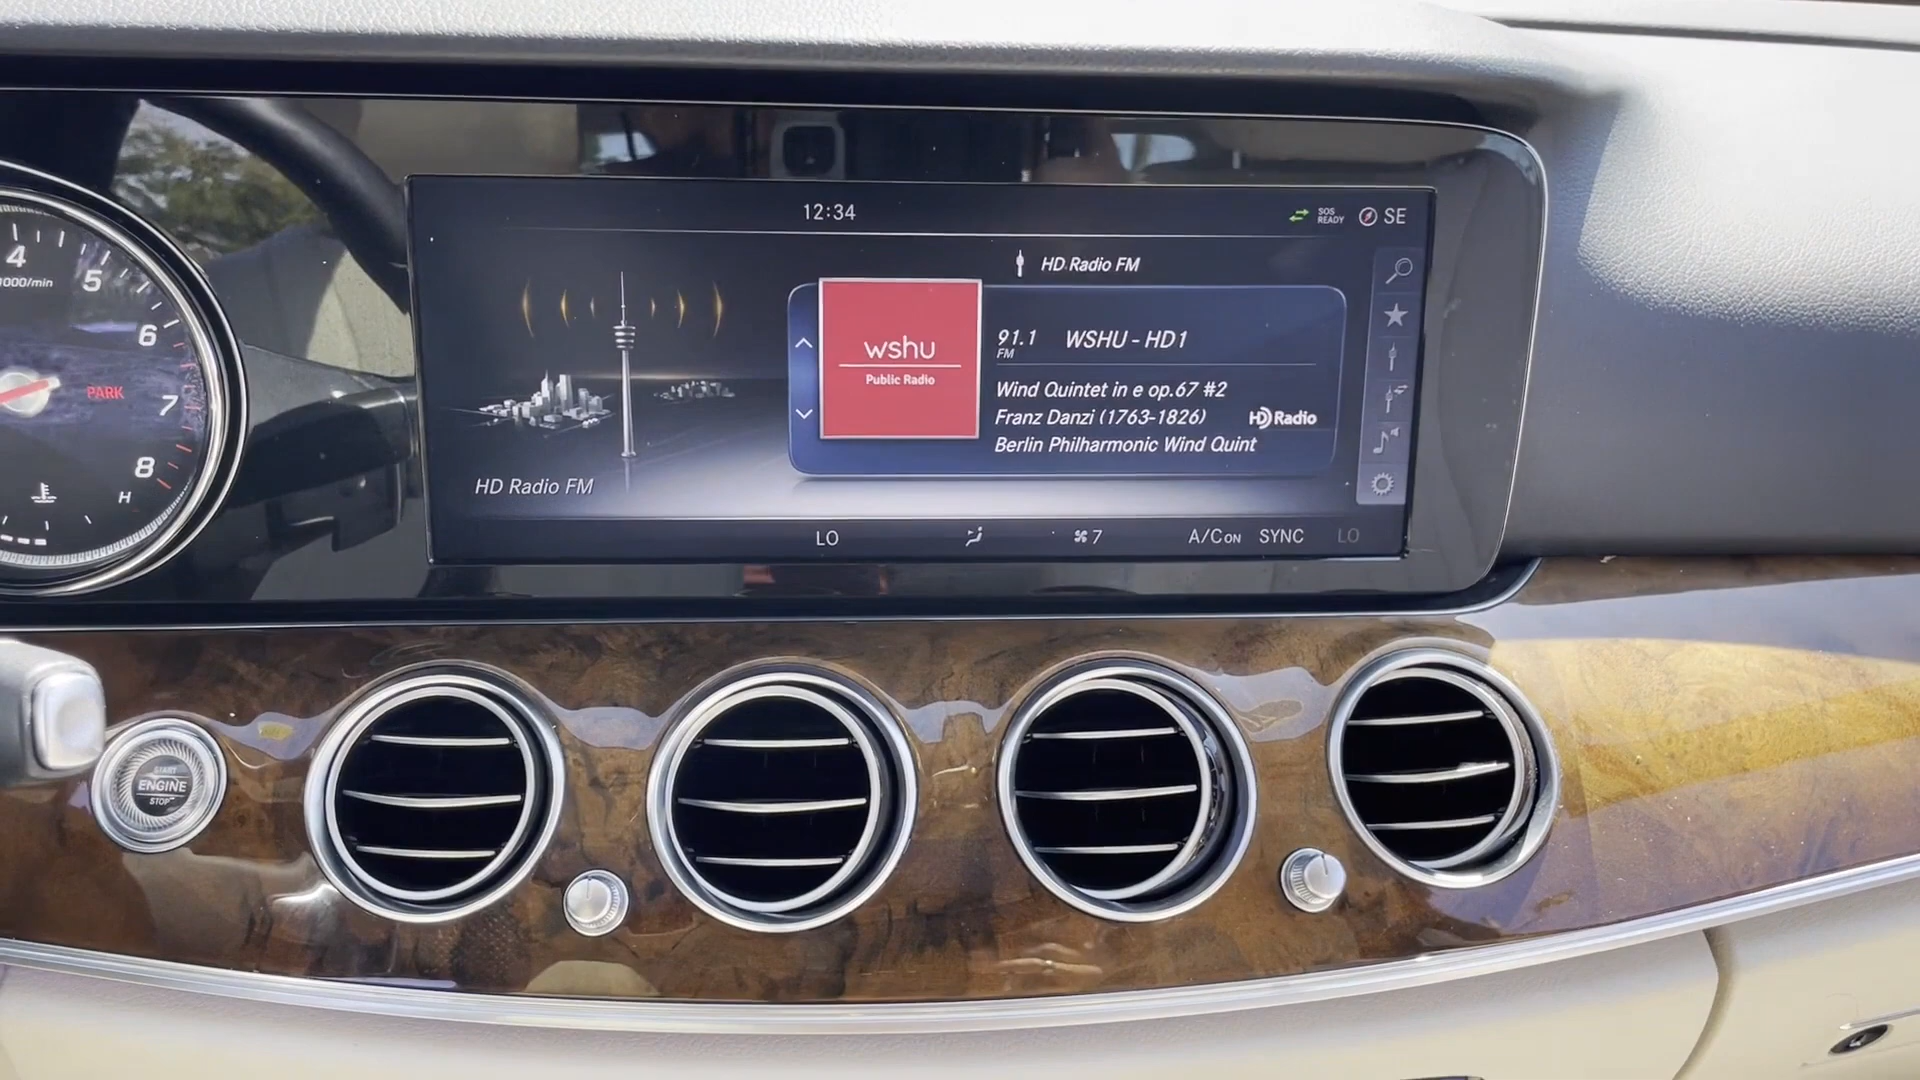 12:34
SOS
READY
SE
HD Radio FM
wshu
Public Radio
91.1
FM
WSHU - HD1
Wind Quintet in e op.67 #2
Franz Danzi (1763-1826)
HD Radio
Berlin Philharmonic Wind Quint
HD Radio FM
LO
7
A/C ON
SYNC
LO
4
1000/min
5
6
PARK
7
8
H
START
ENGINE
STOP